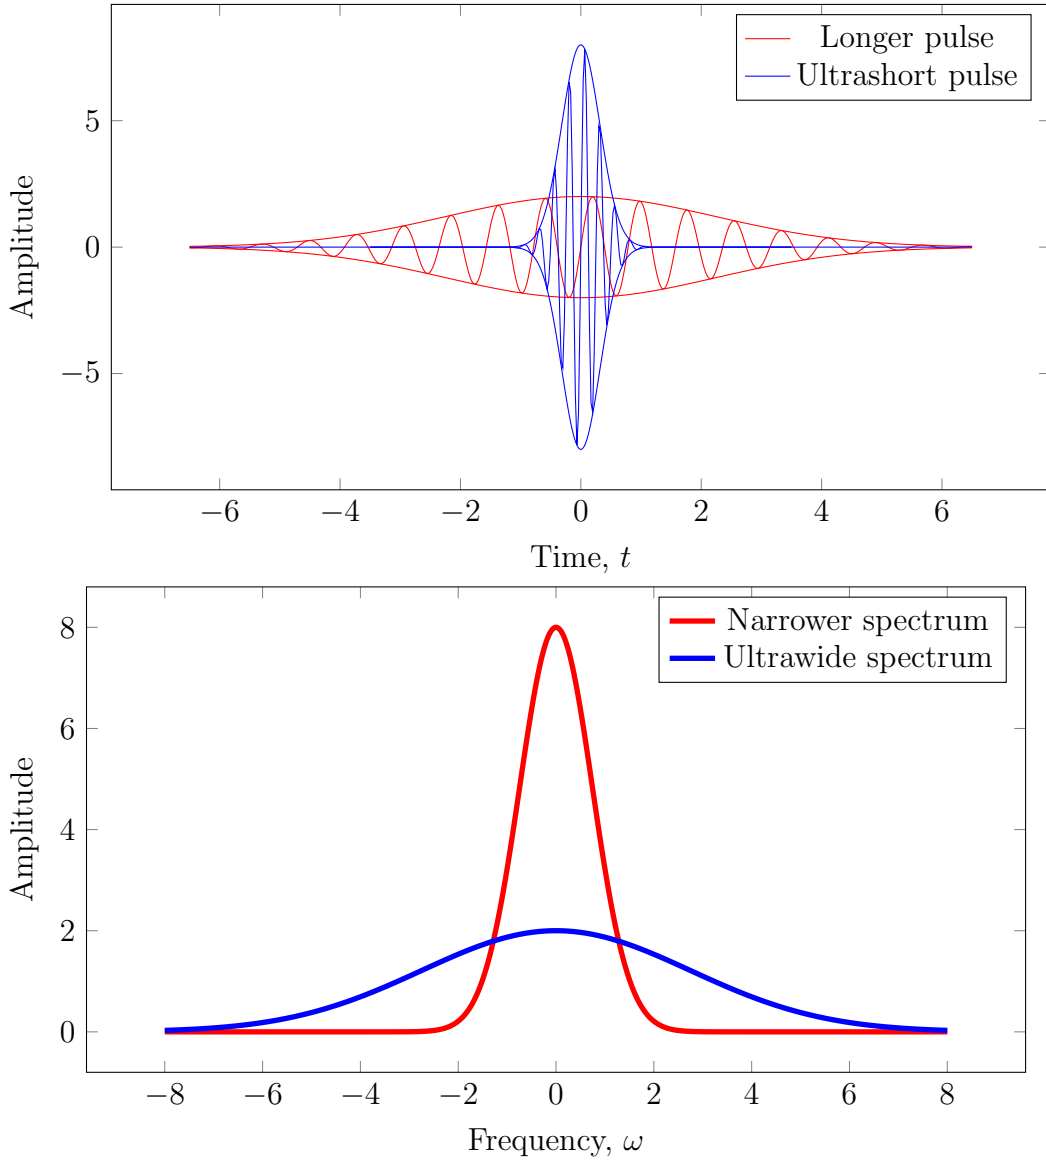 Longer pulse
Ultrashort pulse
5
0
−5
Amplitude
−6 −4 −2 0 2 4 6
Time, t
Narrower spectrum
Ultrawide spectrum
8
6
4
2
0
Amplitude
−8 −6 −4 −2 0 2 4 6 8
Frequency, ω